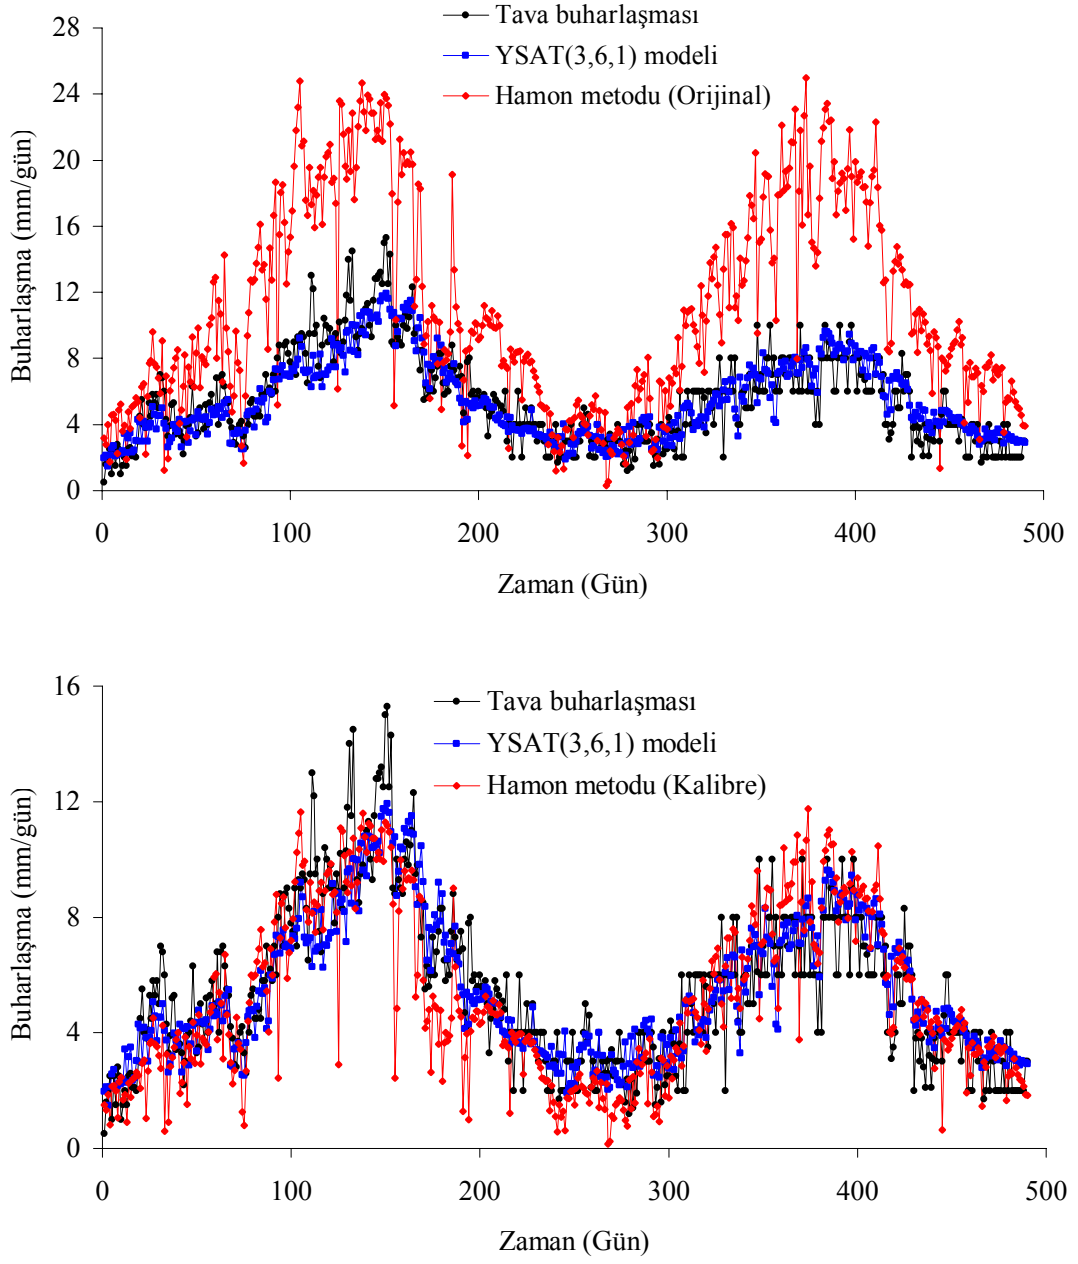 Tava buharlaşması
YSAT(3,6,1) modeli
Hamon metodu (Orijinal)
Buharlaşma (mm/gün)
28
24
20
16
12
8
4
0
0 100 200 300 400 500
Zaman (Gün)
Tava buharlaşması
YSAT(3,6,1) modeli
Hamon metodu (Kalibre)
Buharlaşma (mm/gün)
16
12
8
4
0
0 100 200 300 400 500
Zaman (Gün)